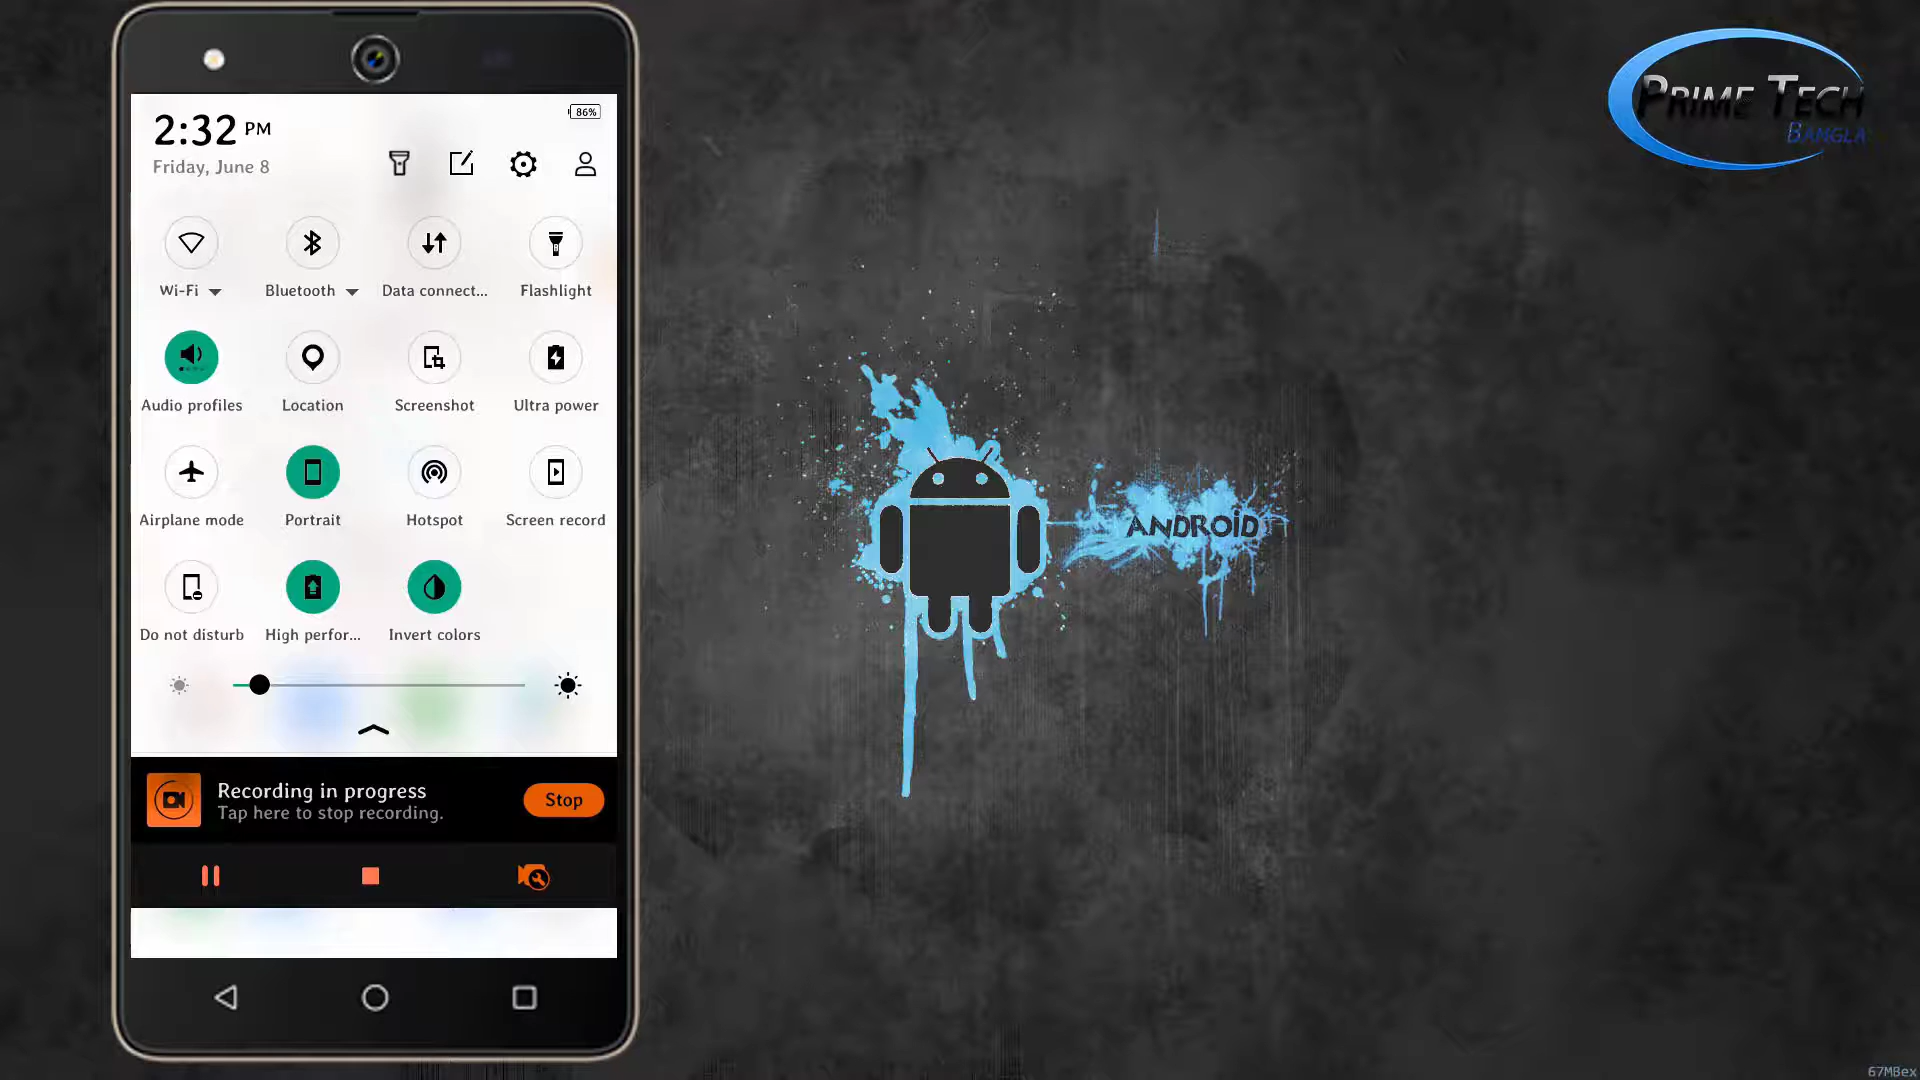 PRIME TECH
BANGLA
86%
2:32 PM
Friday, June 8
Wi-Fi
Bluetooth
Data connect...
Flashlight
Audio profiles
Location
Screenshot
Ultra power
Airplane mode
Portrait
Hotspot
Screen record
Do not disturb
High perfor...
Invert colors
ANDROID
Recording in progress
Tap here to stop recording.
Stop
67MBex